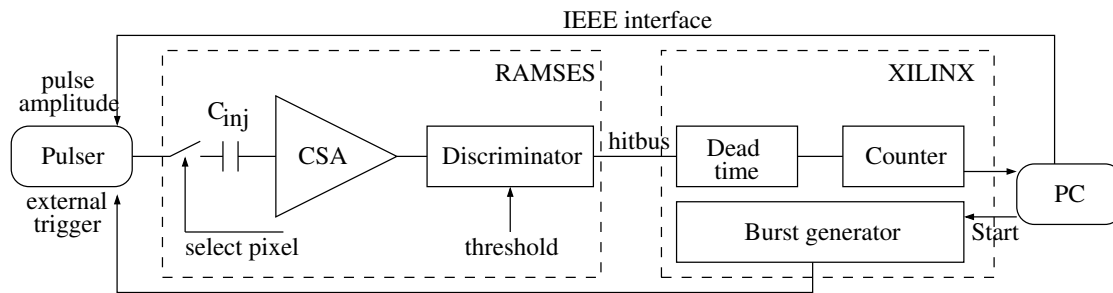 IEEE interface
RAMSES
XILINX
pulse
amplitude
Cinj
hitbus
Pulser
CSA
Discriminator
Dead
time
Counter
PC
external
trigger
select pixel
threshold
Burst generator
Start